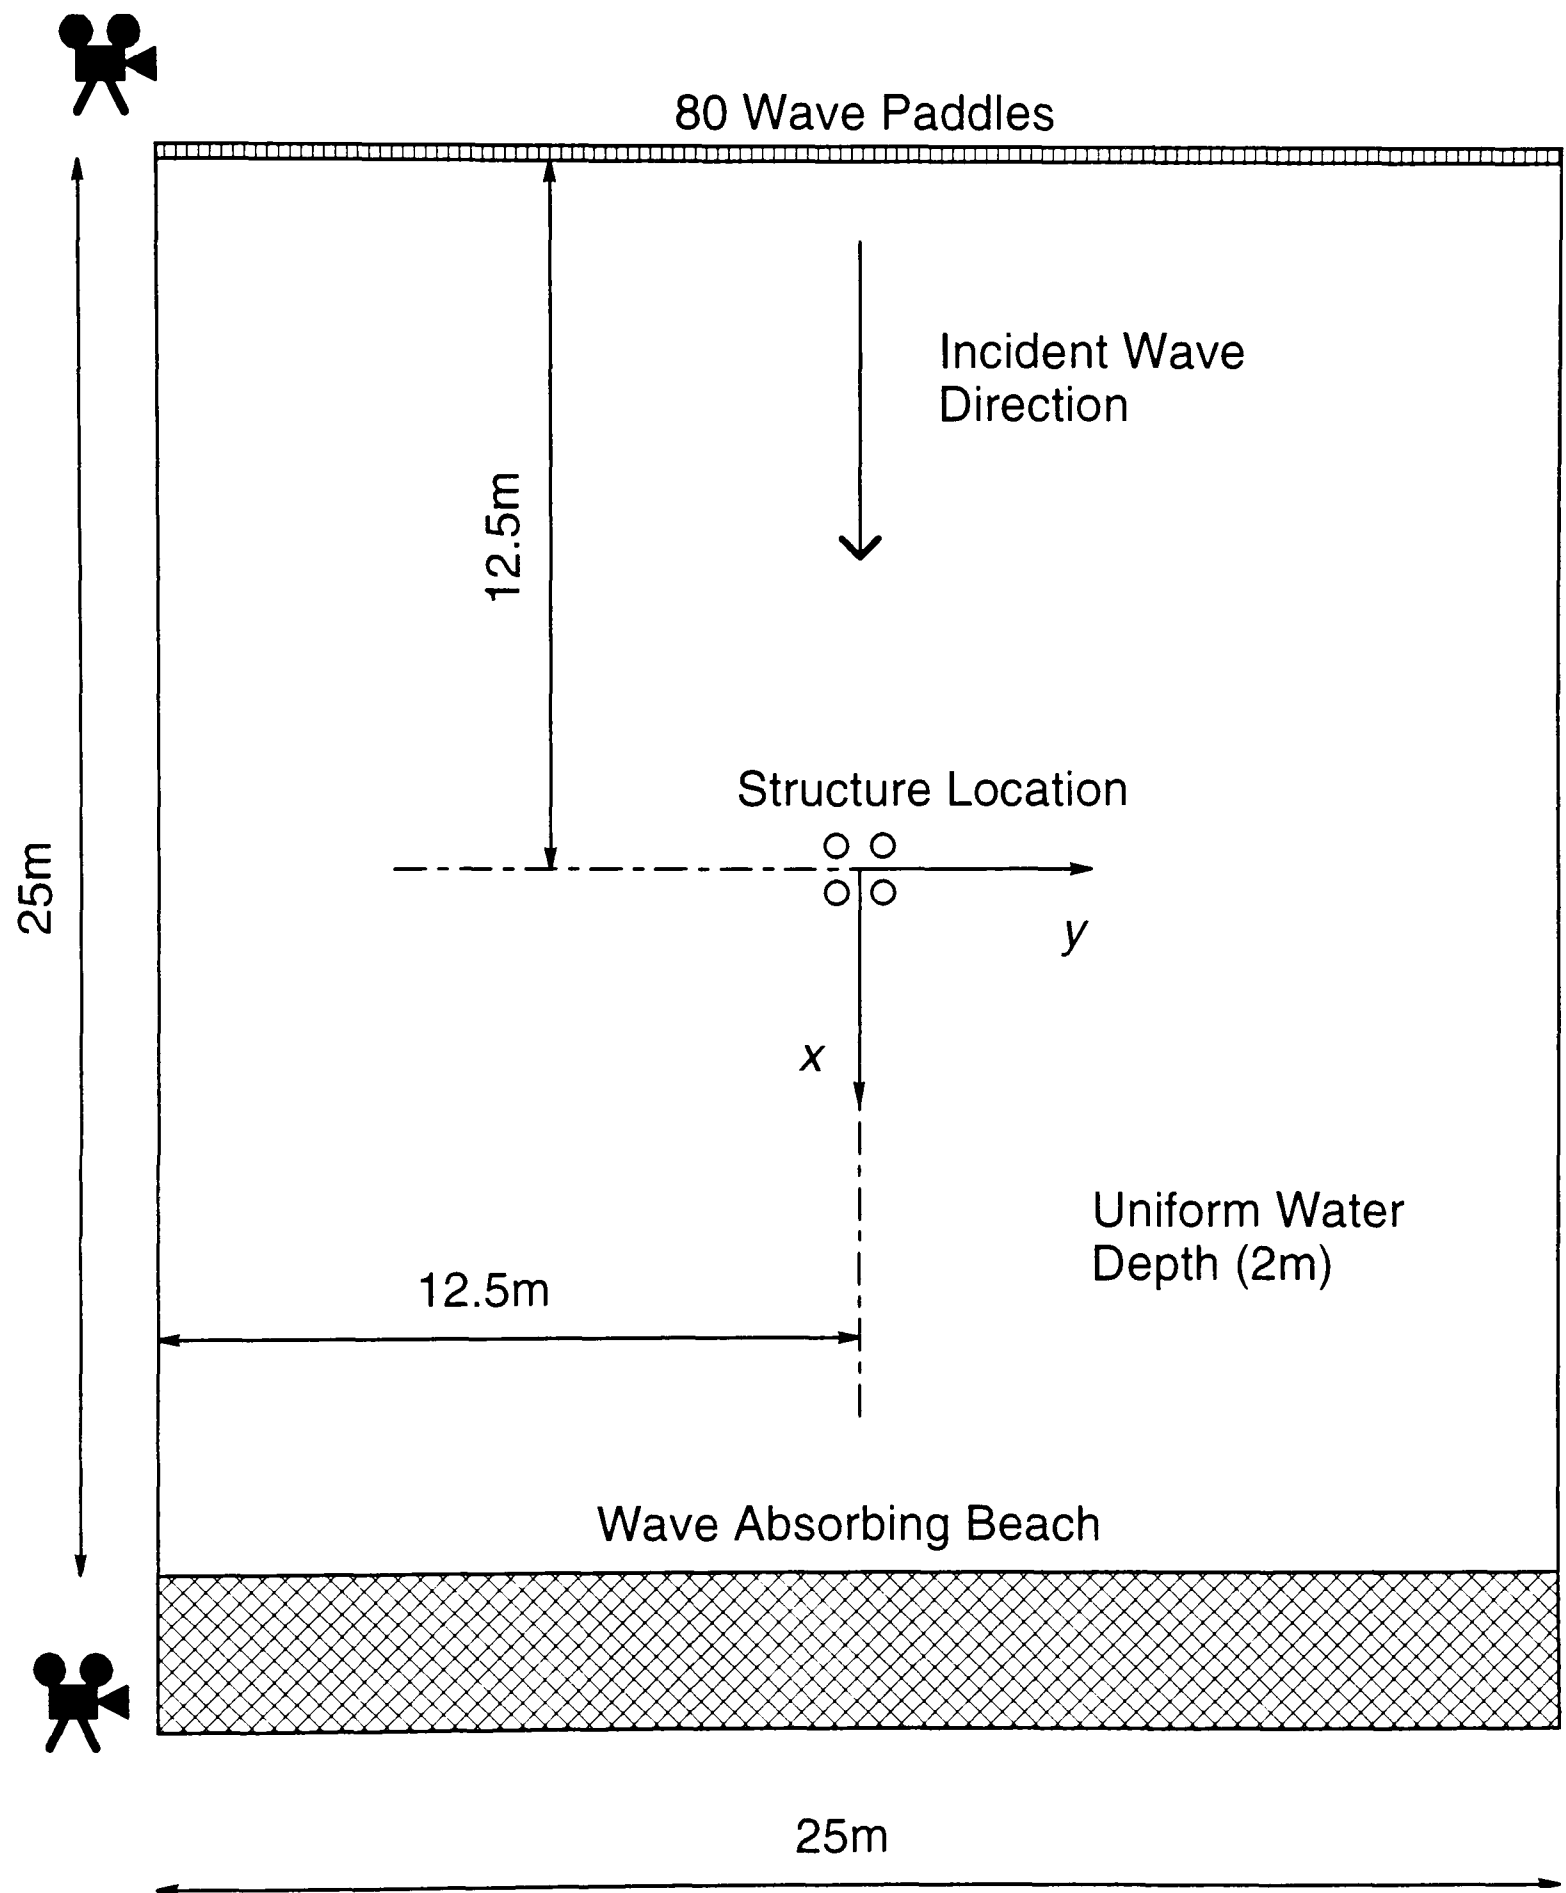 80 Wave Paddles
Incident Wave
Direction
12.5m
Structure Location
25m
y
x
Uniform Water
Depth (2m)
12.5m
Wave Absorbing Beach
25m